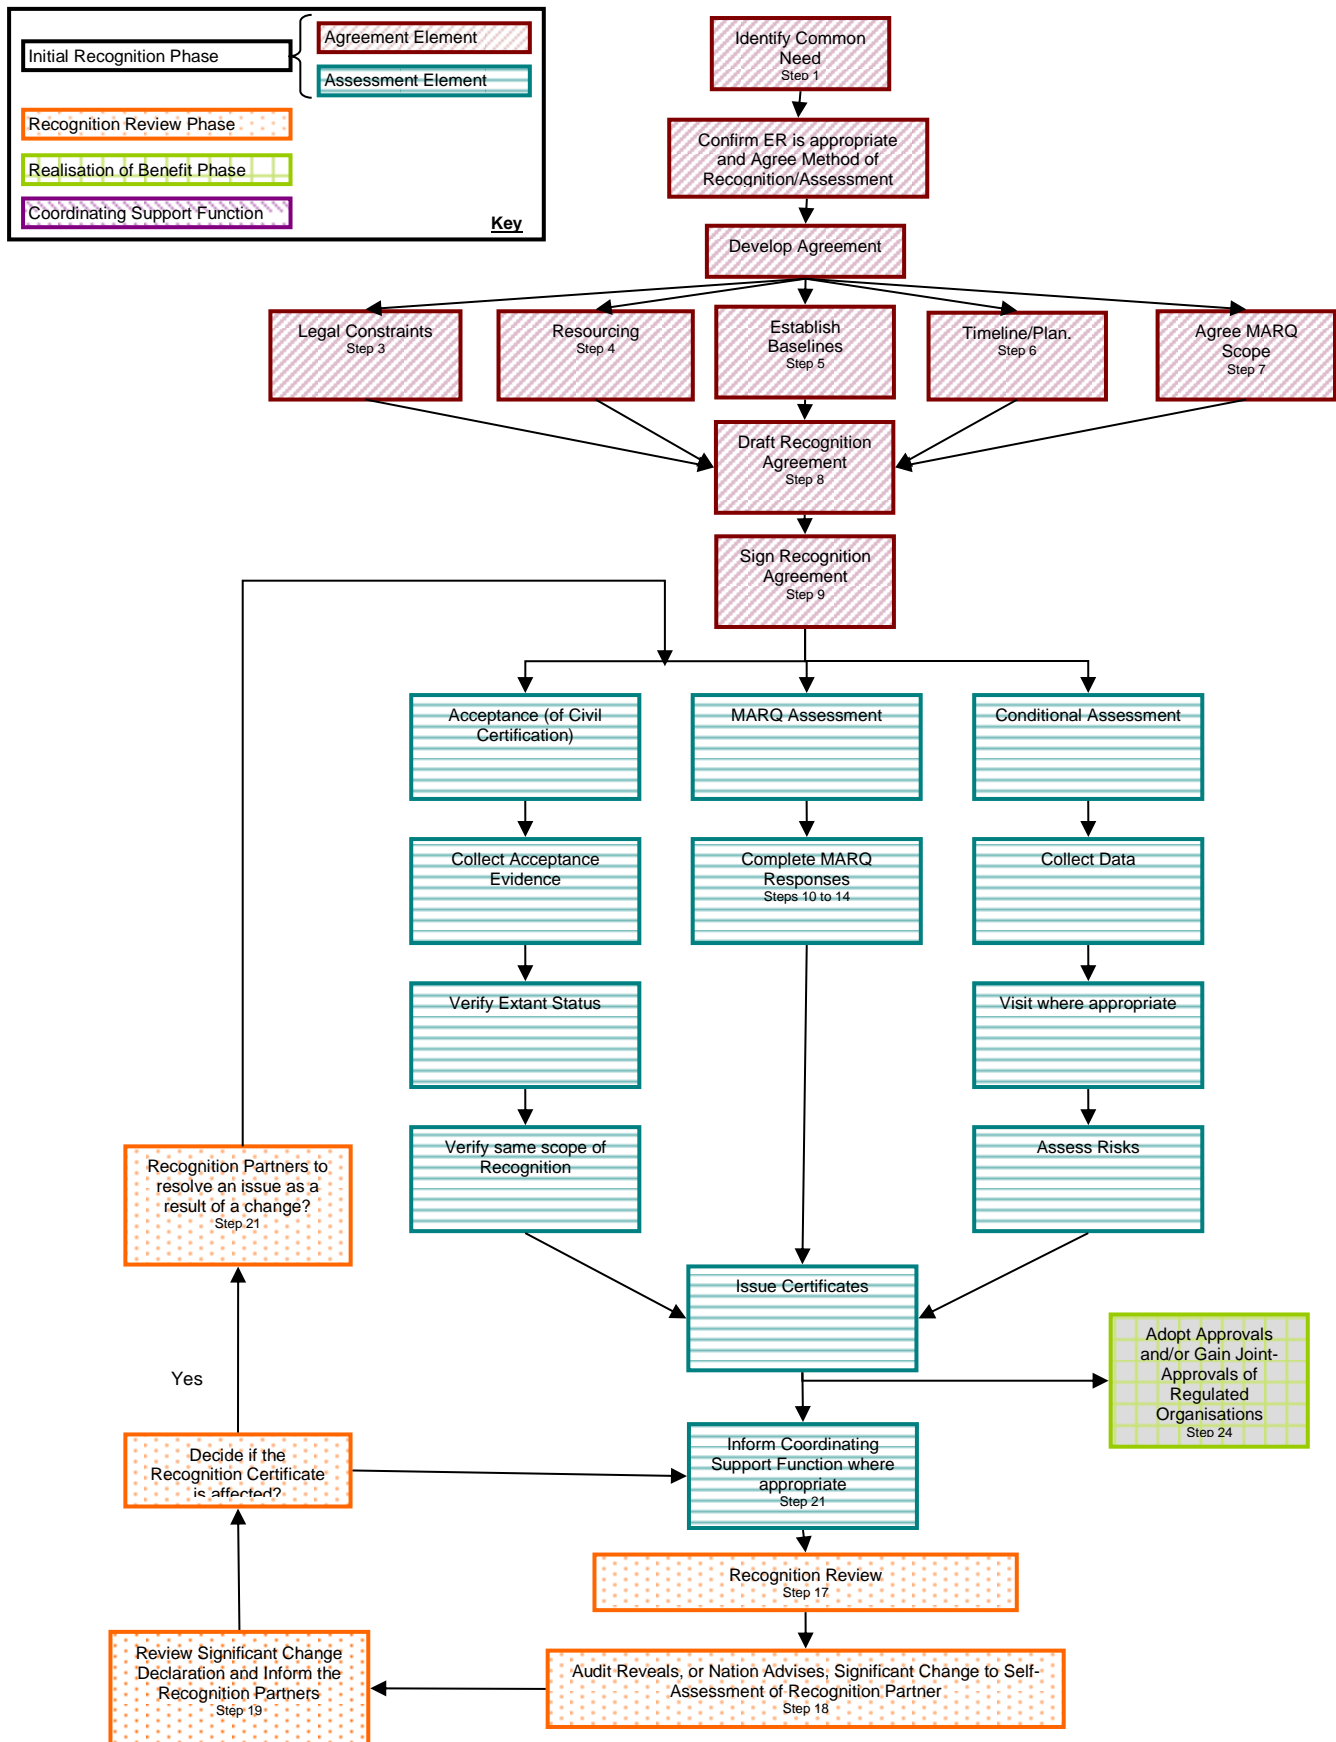 Initial Recognition Phase
Agreement Element
Assessment Element
Recognition Review Phase
Realisation of Benefit Phase
Coordinating Support Function
Key
Identify Common
Need
Step 1
Confirm ER is appropriate
and Agree Method of
Recognition/Assessment
Develop Agreement
Legal Constraints
Step 3
Resourcing
Step 4
Establish
Baselines
Step 5
Timeline/Plan.
Step 6
Agree MARQ
Scope
Step 7
Draft Recognition
Agreement
Step 8
Sign Recognition
Agreement
Step 9
Acceptance (of Civil
Certification)
MARQ Assessment
Conditional Assessment
Collect Acceptance
Evidence
Complete MARQ
Responses
Steps 10 to 14
Collect Data
Verify Extant Status
Visit where appropriate
Verify same scope of
Recognition
Assess Risks
Recognition Partners to
resolve an issue as a
result of a change?
Step 21
Issue Certificates
Adopt Approvals
and/or Gain Joint-
Approvals of
Regulated
Organisations
Step 24
Yes
Decide if the
Recognition Certificate
is affected?
Inform Coordinating
Support Function where
appropriate
Step 21
Recognition Review
Step 17
Review Significant Change
Declaration and Inform the
Recognition Partners
Step 19
Audit Reveals, or Nation Advises, Significant Change to Self-
Assessment of Recognition Partner
Step 18